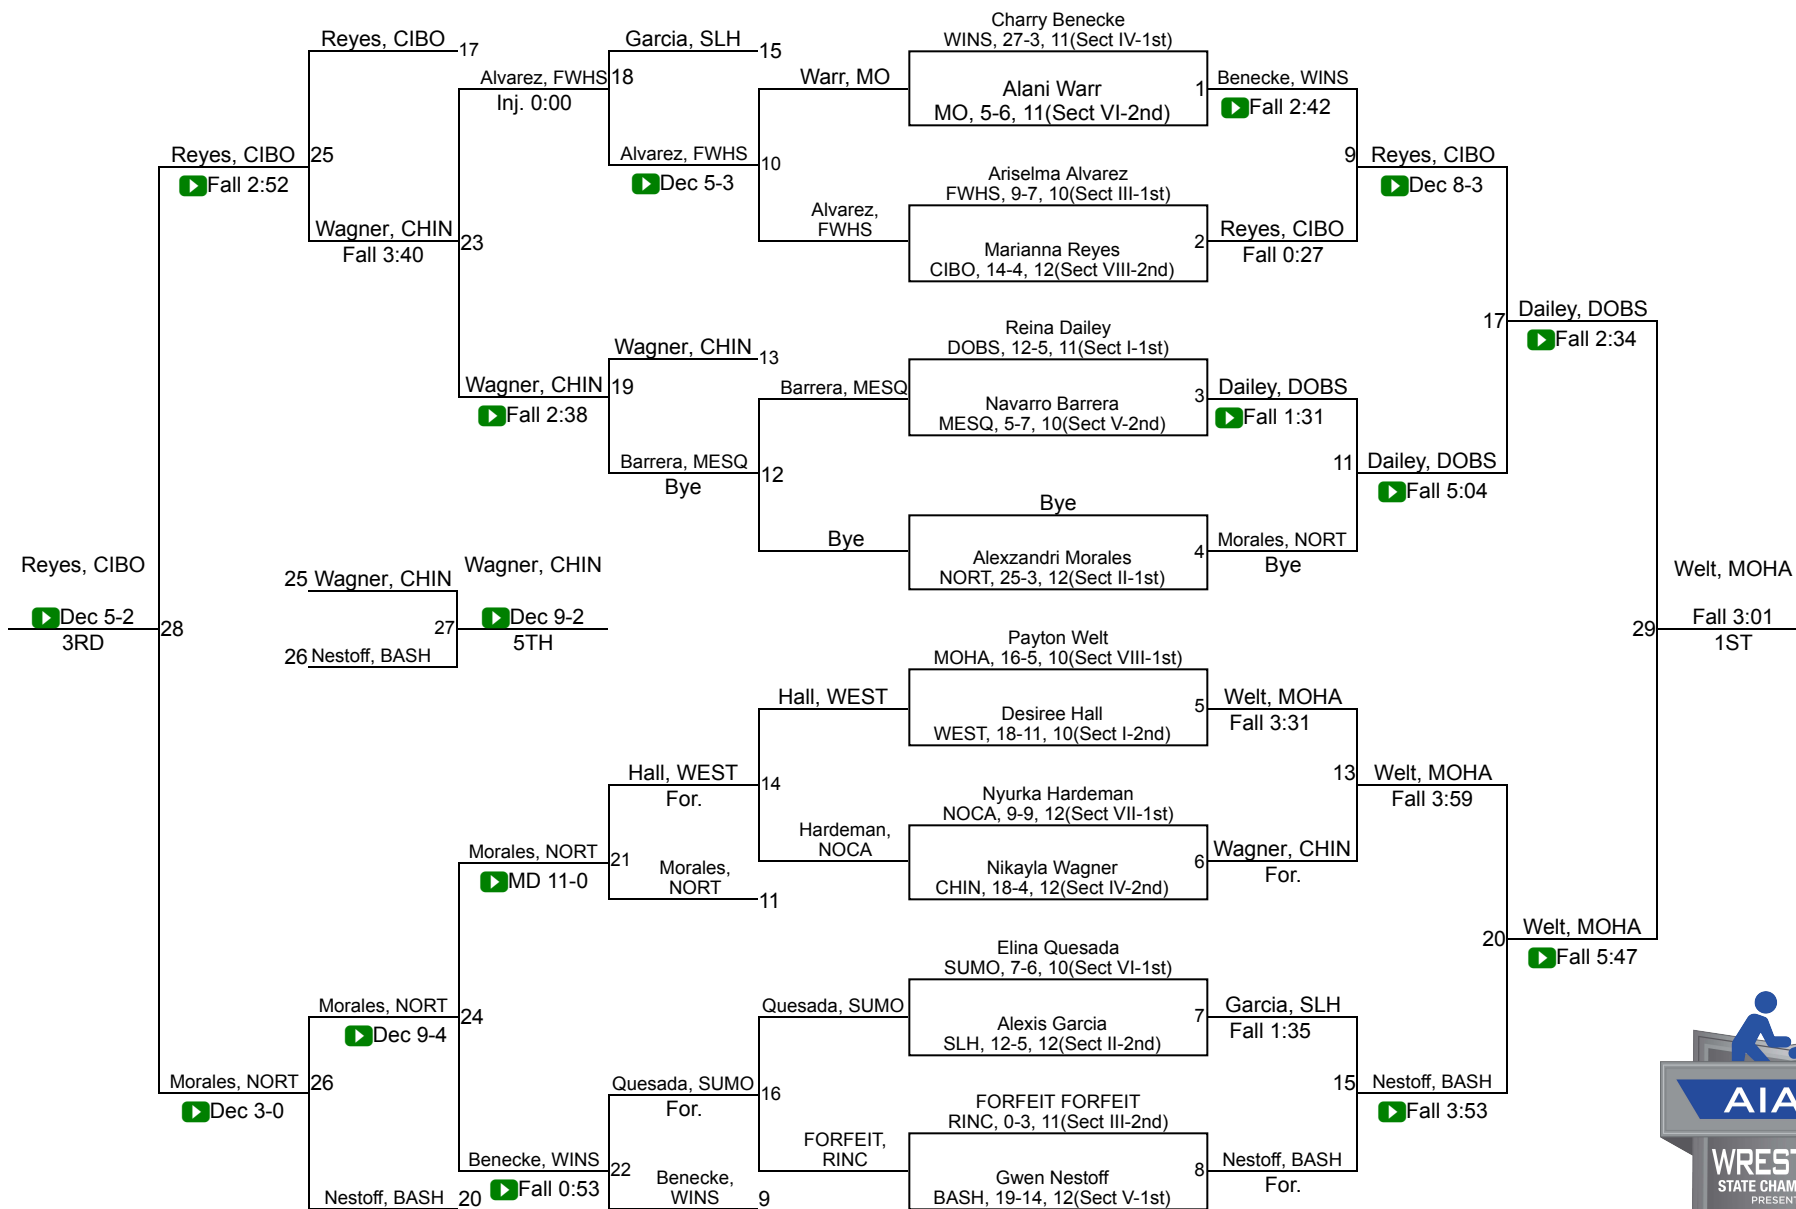 Charry Benecke
WINS, 27-3, 11(Sect IV-1st)
Alani Warr
MO, 5-6, 11(Sect VI-2nd)
1
Ariselma Alvarez
FWHS, 9-7, 10(Sect III-1st)
Marianna Reyes
CIBO, 14-4, 12(Sect VIII-2nd)
2
Reina Dailey
DOBS, 12-5, 11(Sect I-1st)
Navarro Barrera
MESQ, 5-7, 10(Sect V-2nd)
3
Bye
Alexzandri Morales
NORT, 25-3, 12(Sect II-1st)
4
Payton Welt
MOHA, 16-5, 10(Sect VIII-1st)
Desiree Hall
WEST, 18-11, 10(Sect I-2nd)
5
Nyurka Hardeman
NOCA, 9-9, 12(Sect VII-1st)
Nikayla Wagner
CHIN, 18-4, 12(Sect IV-2nd)
6
Elina Quesada
SUMO, 7-6, 10(Sect VI-1st)
Alexis Garcia
SLH, 12-5, 12(Sect II-2nd)
7
FORFEIT FORFEIT
RINC, 0-3, 11(Sect III-2nd)
Gwen Nestoff
BASH, 19-14, 12(Sect V-1st)
8
Benecke, WINS
Fall 2:42
Reyes, CIBO
Fall 0:27
Dailey, DOBS
Fall 1:31
Morales, NORT
Bye
Welt, MOHA
Fall 3:31
Wagner, CHIN
For.
Garcia, SLH
Fall 1:35
Nestoff, BASH
For.
9
Reyes, CIBO
Dec 8-3
11
Dailey, DOBS
Fall 5:04
13
Welt, MOHA
Fall 3:59
15
Nestoff, BASH
Fall 3:53
17
Dailey, DOBS
Fall 2:34
20
Welt, MOHA
Fall 5:47
29
Welt, MOHA
Fall 3:01
1ST
Warr, MO
Alvarez,
FWHS
Barrera, MESQ
Bye
Hall, WEST
Hardeman,
NOCA
Quesada, SUMO
FORFEIT,
RINC
Garcia, SLH
15
Alvarez, FWHS
10
Dec 5-3
Wagner, CHIN
13
Barrera, MESQ
12
Bye
Hall, WEST
14
For.
Morales,
NORT
11
Quesada, SUMO
16
For.
Benecke,
WINS
9
Alvarez, FWHS
18
Inj. 0:00
Wagner, CHIN
19
Fall 2:38
Morales, NORT
21
MD 11-0
Benecke, WINS
22
Fall 0:53
Reyes, CIBO
17
Wagner, CHIN
23
Fall 3:40
Morales, NORT
24
Dec 9-4
Nestoff, BASH
20
Reyes, CIBO
25
Fall 2:52
Morales, NORT
26
Dec 3-0
Reyes, CIBO
Dec 5-2
28
3RD
25 Wagner, CHIN
26 Nestoff, BASH
27
Wagner, CHIN
Dec 9-2
5TH
AIA
WREST
STATE CHAM
PRESENT